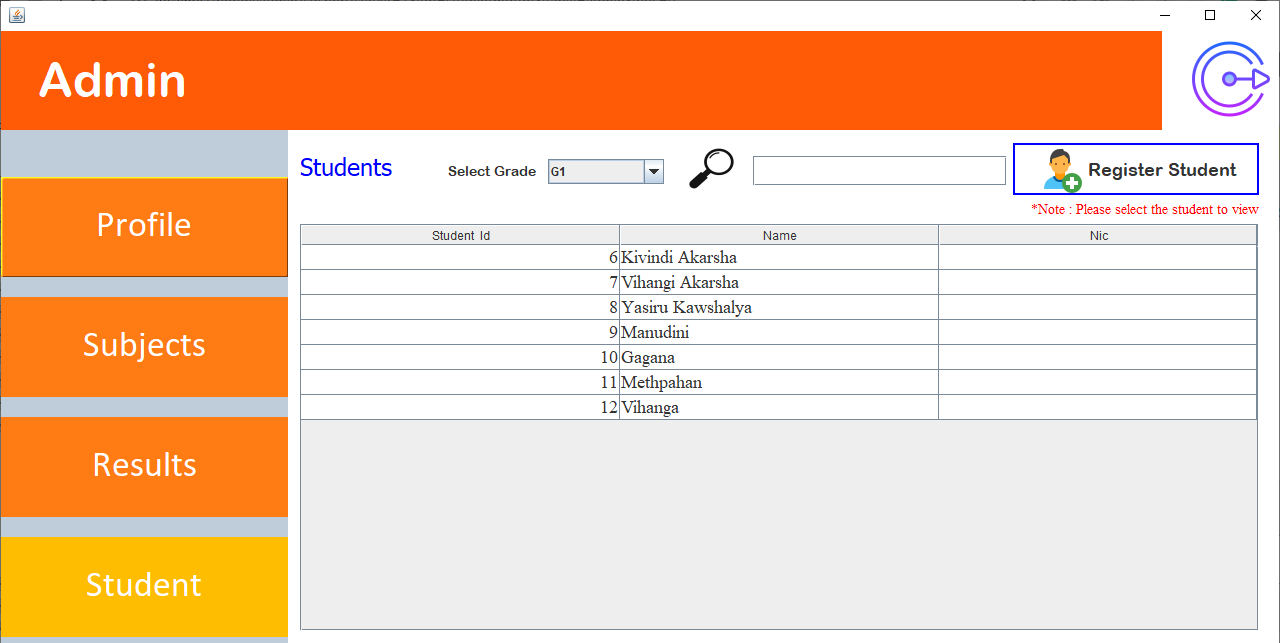 Admin
Profile
Subjects
Results
Student
Students
Select Grade
G1
Register Student
*Note : Please select the student to view
Student Id Name Nic
6 Kivindi Akarsha
7 Vihangi Akarsha
8 Yasiru Kawshalya
9 Manudini
10 Gagana
11 Methpahan
12 Vihanga